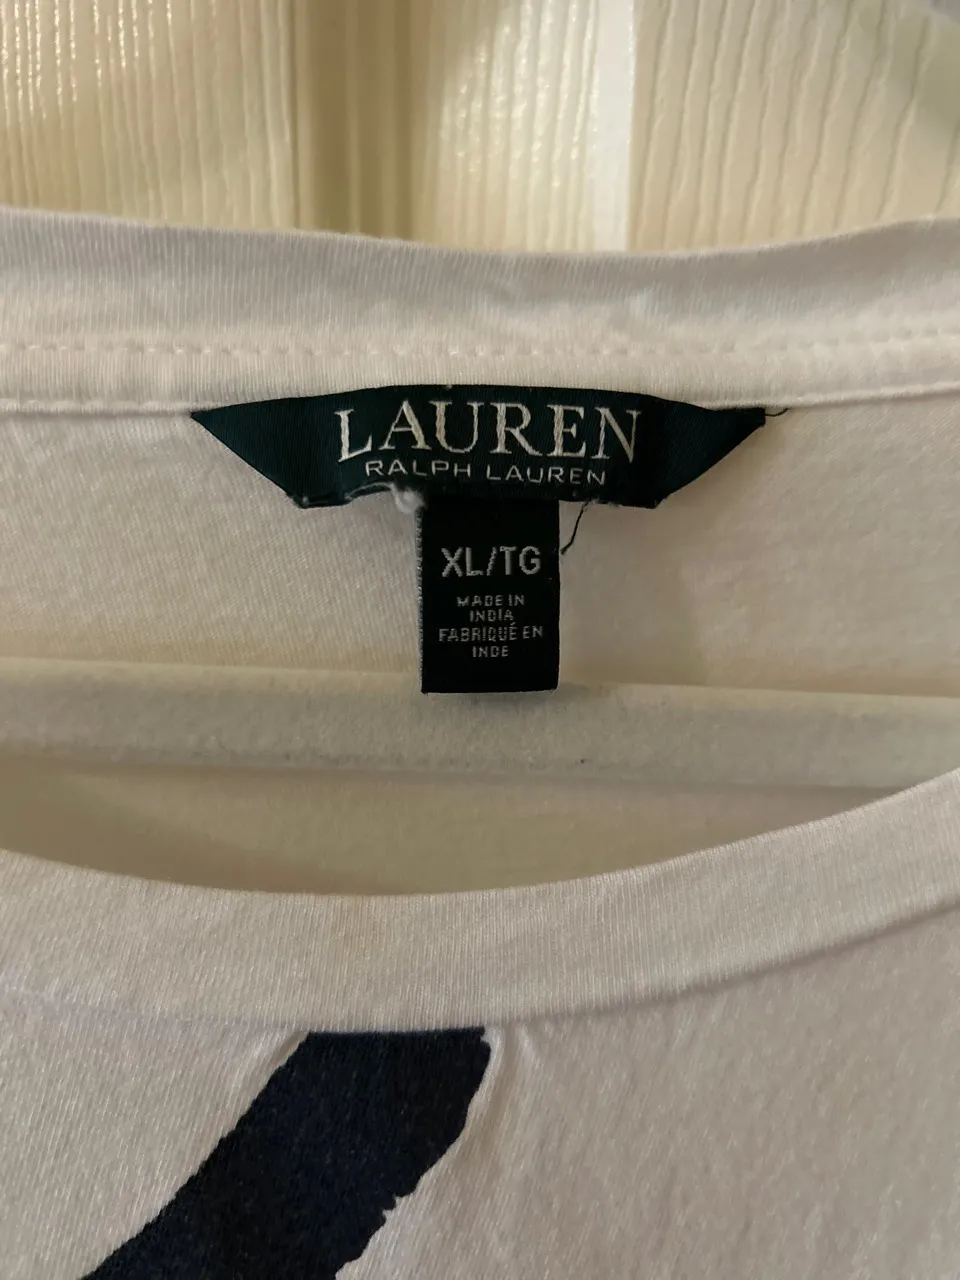 LAUREN
RALPH LAUREN
XL/TG
MADE IN
INDIA
FABRIQUÉ EN
INDE